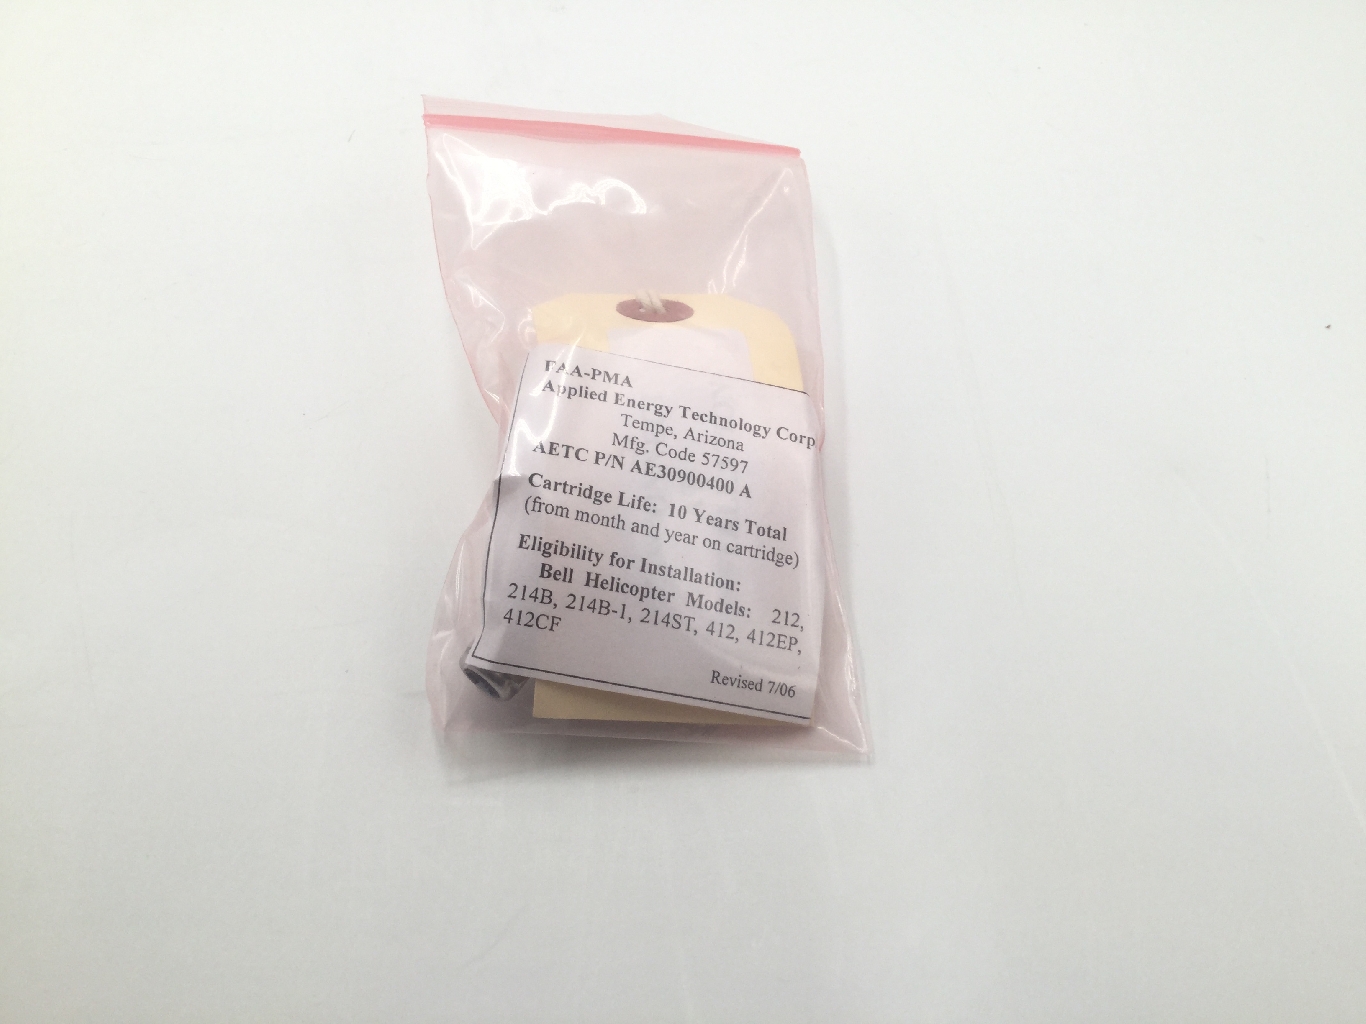 FAA-PMA
Applied Energy Technology Corp
Tempe, Arizona
Mfg. Code 57597
AETC P/N AE30900400 A
Cartridge Life: 10 Years Total
(from month and year on cartridge)
Eligibility for Installation:
Bell Helicopter Models: 212,
214B, 214B-1, 214ST, 412, 412EP,
412CF
Revised 7/06